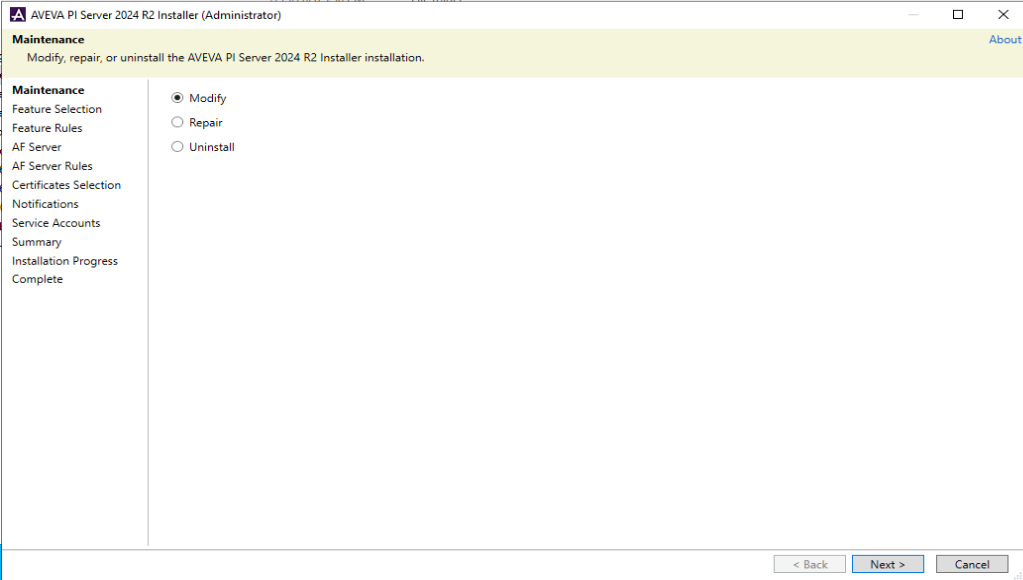 AVEVA PI Server 2024 R2 Installer (Administrator)
Maintenance
About
Modify, repair, or uninstall the AVEVA PI Server 2024 R2 Installer installation.
Maintenance
Feature Selection
Feature Rules
AF Server
AF Server Rules
Certificates Selection
Notifications
Service Accounts
Summary
Installation Progress
Complete
Modify
Repair
Uninstall
< Back
Next >
Cancel